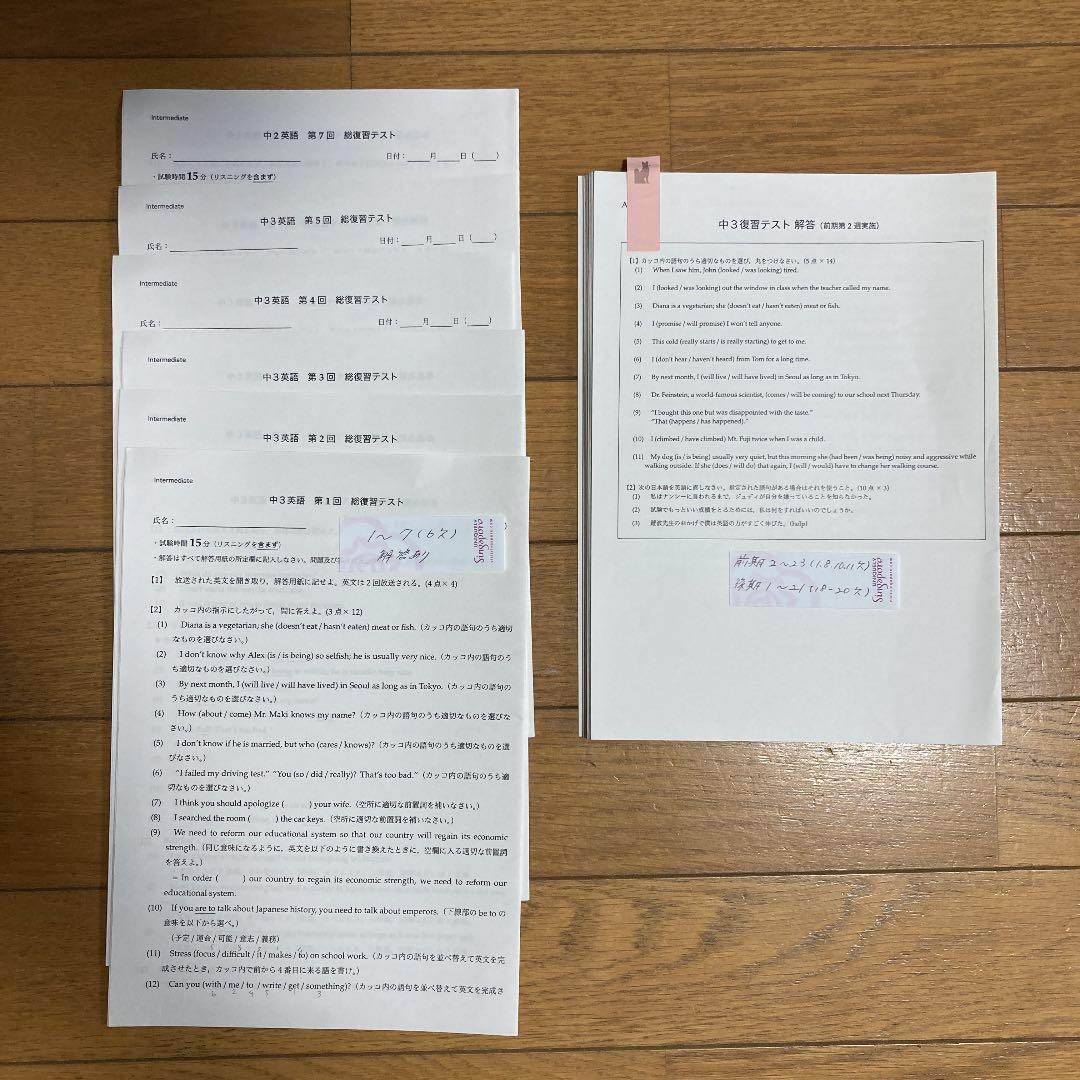 Intermediate
中2英語 第7回 総復習テスト
氏名： 日付： 月 日（ ）
・試験時間15分（リスニングを含まず）
Intermediate
中3英語 第5回 総復習テスト
氏名： 日付： 月 日（ ）
Intermediate
中3英語 第4回 総復習テスト
氏名： 日付： 月 日（ ）
Intermediate
中3英語 第3回 総復習テスト
Intermediate
中3英語 第2回 総復習テスト
Intermediate
中3英語 第1回 総復習テスト
氏名：
・試験時間15分（リスニングを含まず）
・解答はすべて解答用紙の所定欄に記入しなさい。問題及び
1〜7(6欠)
解答別
Singapore
【1】 放送された英文を聞き取り，解答用紙に記せよ。英文は2回放送される。(4点×4)
【2】 カッコ内の指示にしたがって，問に答えよ。(3点×12)
(1) Diana is a vegetarian; she (doesn't eat / hasn't eaten) meat or fish.（カッコ内の語句のうち適切
なものを選びなさい。）
(2) I don't know why Alex (is / is being) so selfish; he is usually very nice.（カッコ内の語句のう
ち適切なものを選びなさい。）
(3) By next month, I (will live / will have lived) in Seoul as long as in Tokyo.（カッコ内の語句の
うち適切なものを選びなさい。）
(4) How (about / come) Mr. Maki knows my name?（カッコ内の語句のうち適切なものを選びな
さい。）
(5) I don't know if he is married, but who (cares / knows)?（カッコ内の語句のうち適切なものを選
びなさい。）
(6) "I failed my driving test." "You (so / did / really)? That's too bad."（カッコ内の語句のうち適
切なものを選びなさい。）
(7) I think you should apologize ( ) your wife.（空所に適切な前置詞を補いなさい。）
(8) I searched the room ( ) the car keys.（空所に適切な前置詞を補いなさい。）
(9) We need to reform our educational system so that our country will regain its economic
strength.（同じ意味になるように，英文を以下のように書き換えたときに，空欄に入る適切な前置詞
を答えよ。）
= In order ( ) our country to regain its economic strength, we need to reform our
educational system.
(10) If you are to talk about Japanese history, you need to talk about emperors.（下線部の be to の
意味を以下から選べ。）
（予定 / 運命 / 可能 / 意志 / 義務）
(11) Stress (focus / difficult / it / makes / to) on school work.（カッコ内の語句を並べ替えて英文を完
成させたとき，カッコ内で前から4番目に来る語を書け。）
(12) Can you (with / me / to / write / get / something)?（カッコ内の語句を並べ替えて英文を完成さ
6 2 4 5 3
A
中3復習テスト 解答（前期第2週実施）
【1】カッコ内の語句のうち適切なものを選び，丸をつけなさい。(5点×14)
(1) When I saw him, John (looked / was looking) tired.
(2) I (looked / was looking) out the window in class when the teacher called my name.
(3) Diana is a vegetarian; she (doesn't eat / hasn't eaten) meat or fish.
(4) I (promise / will promise) I won't tell anyone.
(5) This cold (really starts / is really starting) to get to me.
(6) I (don't hear / haven't heard) from Tom for a long time.
(7) By next month, I (will live / will have lived) in Seoul as long as in Tokyo.
(8) Dr. Feinstein, a world-famous scientist, (comes / will be coming) to our school next Thursday.
(9) "I bought this one but was disappointed with the taste."
"That (happens / has happened)."
(10) I (climbed / have climbed) Mt. Fuji twice when I was a child.
(11) My dog (is / is being) usually very quiet, but this morning she (had been / was being) noisy and aggressive while
walking outside. If she (does / will do) that again, I (will / would) have to change her walking course.
【2】次の日本語を英語に直しなさい。指定された語句がある場合はそれを使うこと。(10点×3)
(1) 私はナンシーに言われるまで，ジュディが自分を嫌っていることを知らなかった。
(2) 試験でもっといい成績をとるためには，私は何をすればいいのでしょうか。
(3) 難波先生のおかげで僕は英語の力がすごく伸びた。(help)
前期2〜23(1.8.10.11欠)
後期1〜21(18-20欠)
Singapore